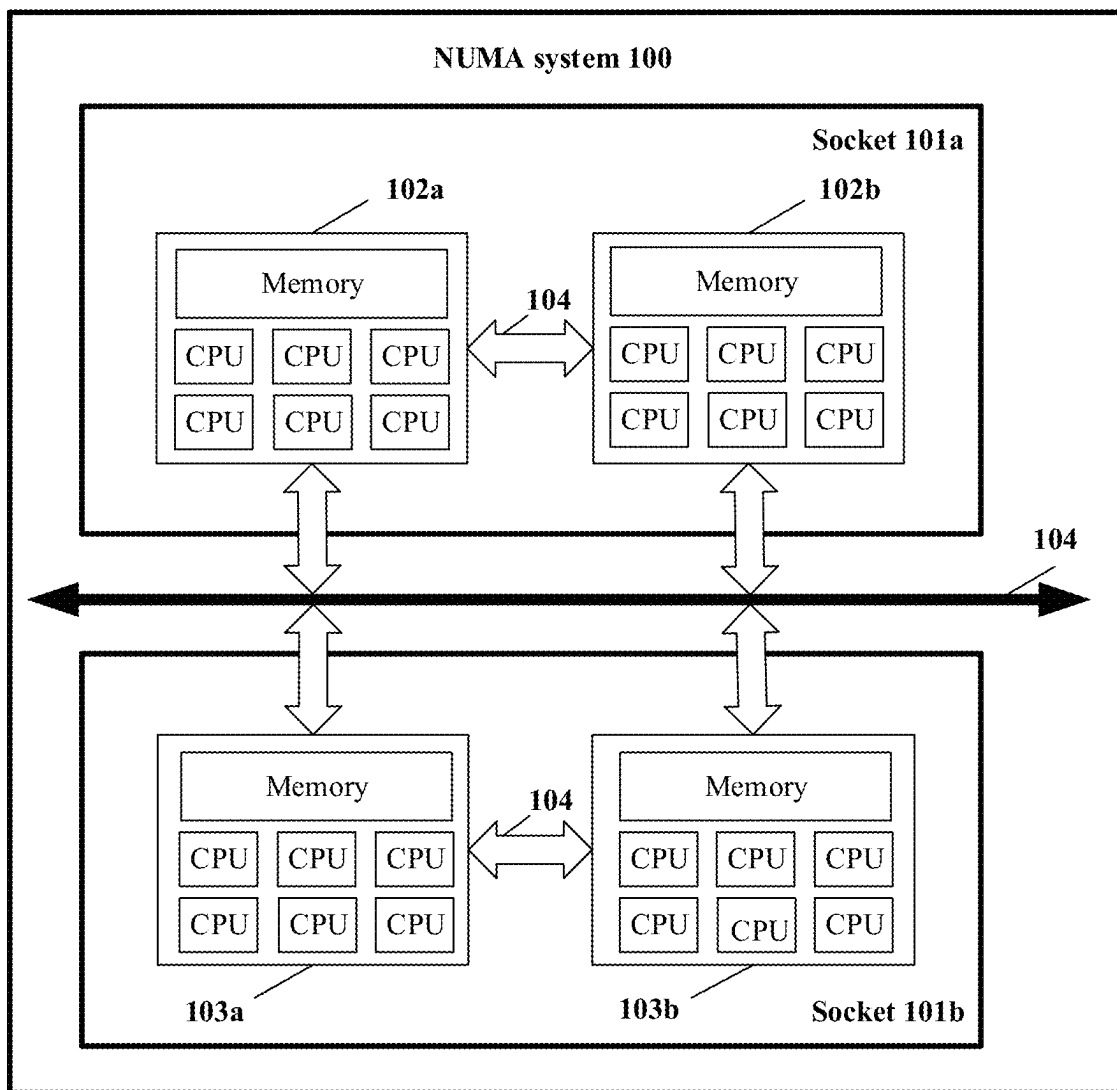 NUMA system 100
Socket 101a
102a
102b
Memory
Memory
104
CPU CPU CPU
CPU CPU CPU
CPU CPU CPU
CPU CPU CPU
104
Memory
Memory
104
CPU CPU CPU
CPU CPU CPU
CPU CPU CPU
CPU CPU CPU
103a
103b
Socket 101b